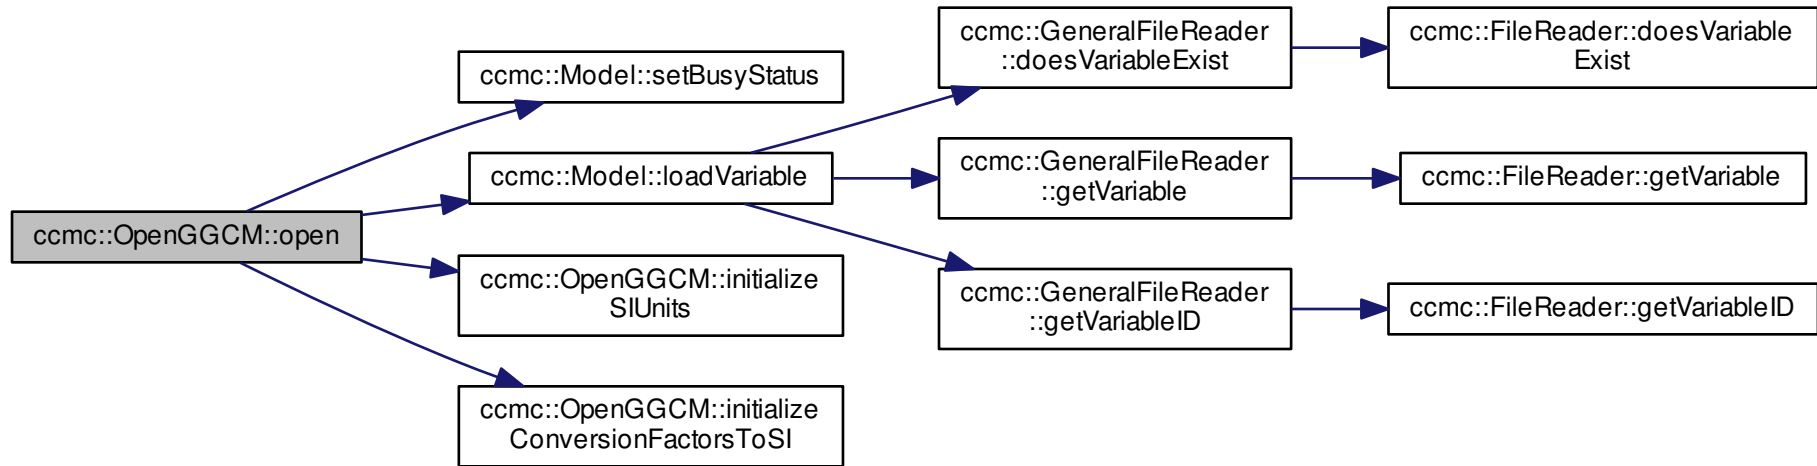 ccmc::OpenGGCM::open
ccmc::Model::setBusyStatus
ccmc::Model::loadVariable
ccmc::OpenGGCM::initialize
SIUnits
ccmc::OpenGGCM::initialize
ConversionFactorsToSI
ccmc::GeneralFileReader
::doesVariableExist
ccmc::GeneralFileReader
::getVariable
ccmc::GeneralFileReader
::getVariableID
ccmc::FileReader::doesVariable
Exist
ccmc::FileReader::getVariable
ccmc::FileReader::getVariableID